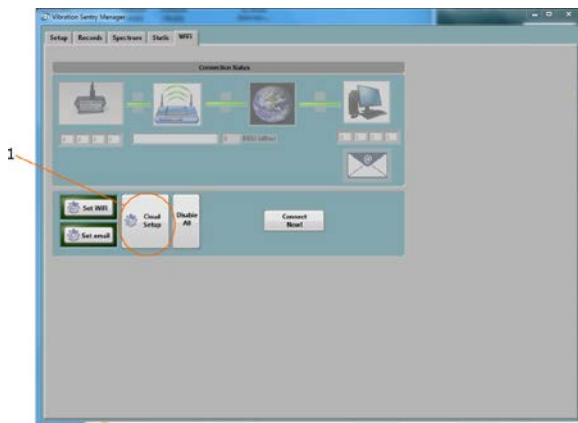 Vibration Sentry Manager
Setup Records Spectrum Static WiFi
Connection Status
1
Set WiFi
Cloud Setup
Disable All
Connect Now!
Set email